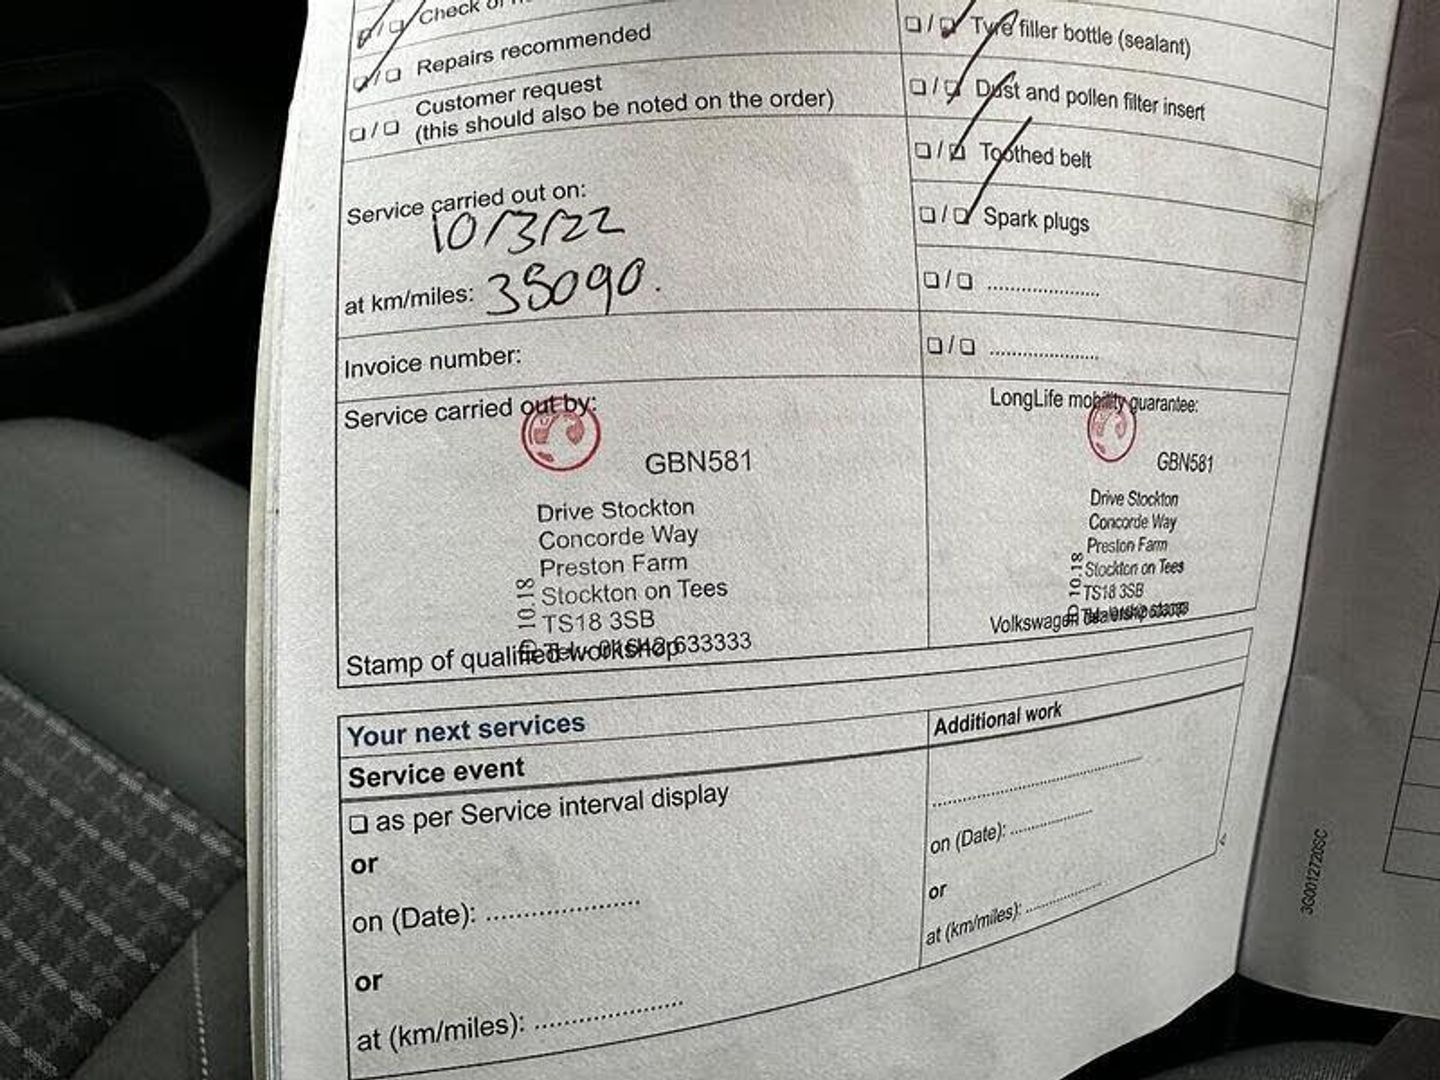 Check of
Repairs recommended
Customer request
(this should also be noted on the order)
Service carried out on:
10/3/22
at km/miles: 35090.
Invoice number:
Tyre filler bottle (sealant)
Dust and pollen filter insert
Toothed belt
Spark plugs
Service carried out by:
GBN581
Drive Stockton
Concorde Way
Preston Farm
Stockton on Tees
TS18 3SB
10.18
633333
Stamp of qualified workshop
LongLife mobility guarantee:
GBN581
Drive Stockton
Concorde Way
Preston Farm
Stockton on Tees
TS18 3SB
10.18
Volkswagen dealership stamp
Your next services
Service event
as per Service interval display
or
on (Date): ......................
or
at (km/miles): ......................
Additional work
on (Date): ................
or
at (km/miles): ...............
3G0012720SC